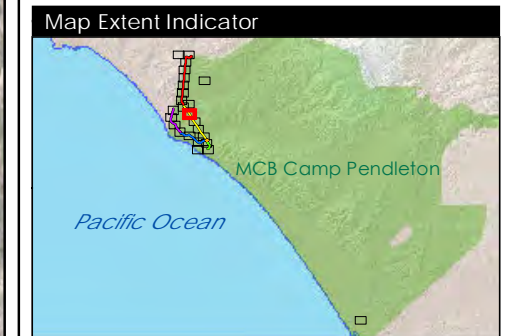 Map Extent Indicator
MCB Camp Pendleton
Pacific Ocean